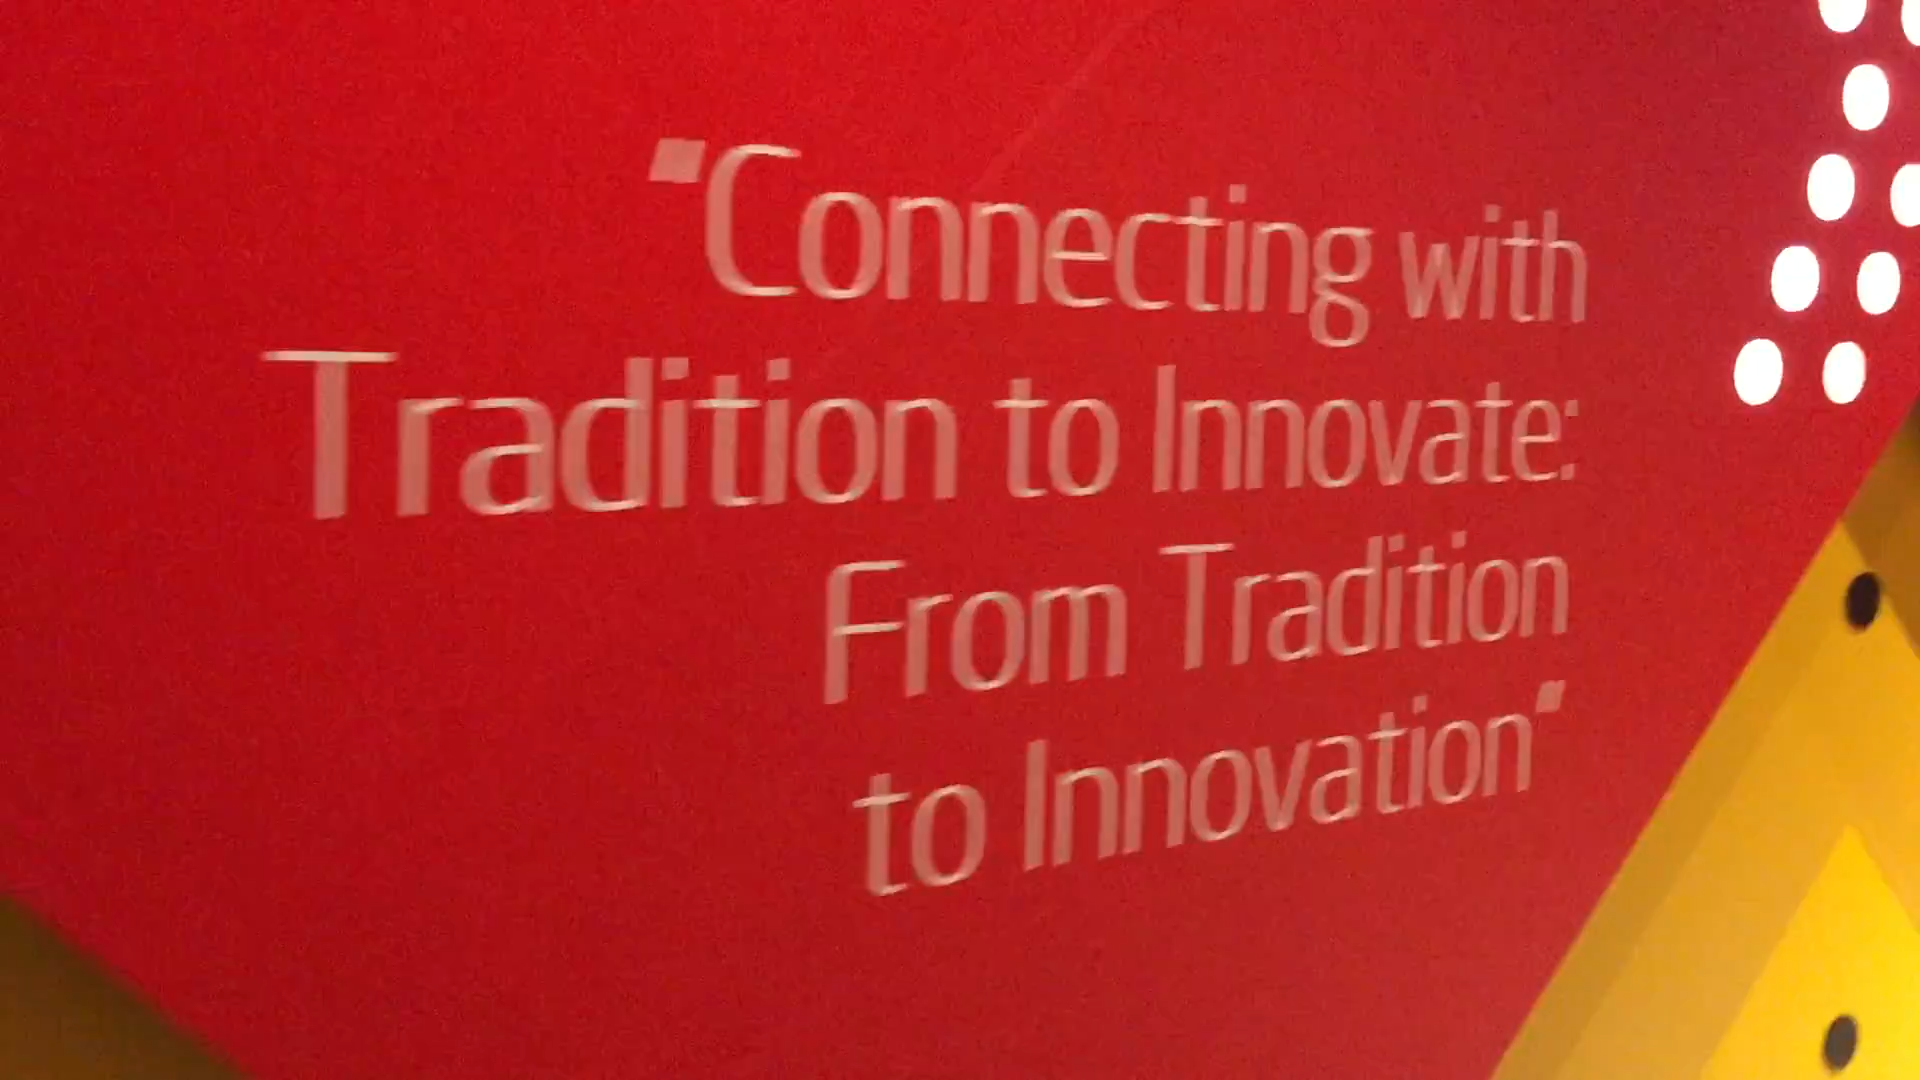 "Connecting with
Tradition to Innovate:
From Tradition
to Innovation"